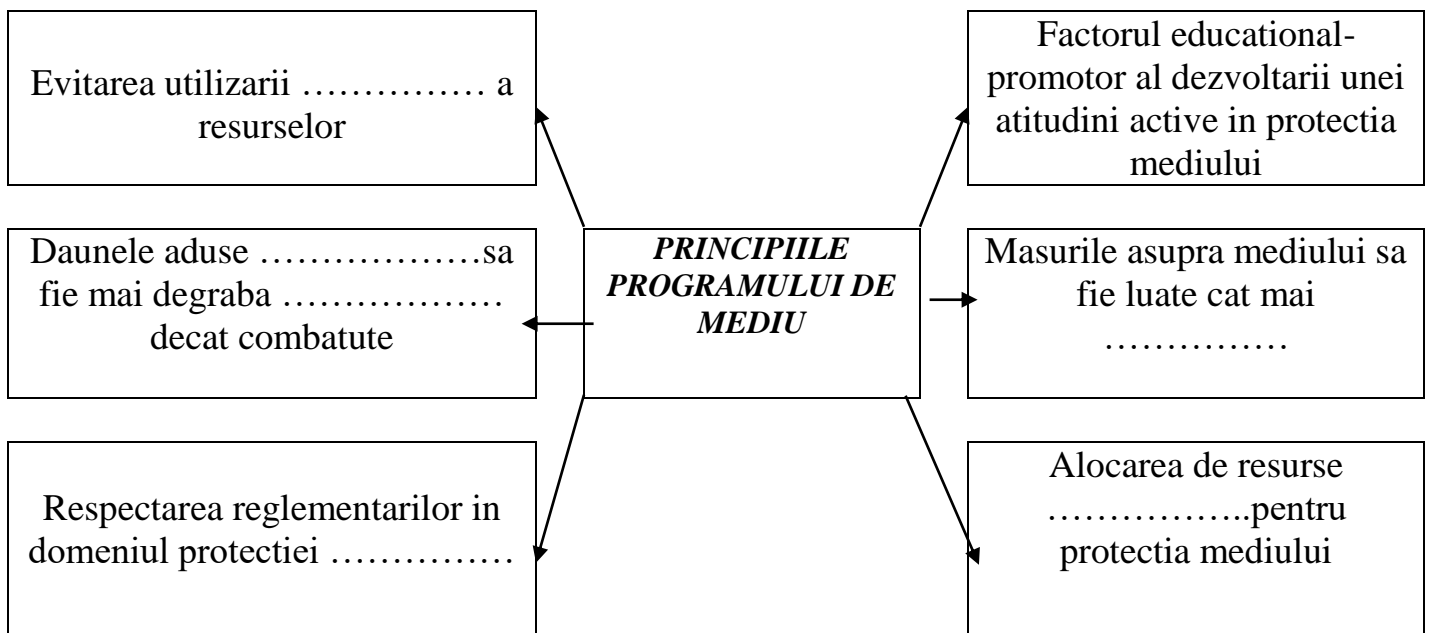 Evitarea utilizarii …………… a
resurselor
Factorul educational-
promotor al dezvoltarii unei
atitudini active in protectia
mediului
Daunele aduse ………………sa
fie mai degraba ………………
decat combatute
PRINCIPIILE
PROGRAMULUI DE
MEDIU
Masurile asupra mediului sa
fie luate cat mai
……………
Respectarea reglementarilor in
domeniul protectiei ……………
Alocarea de resurse
……………..pentru
protectia mediului